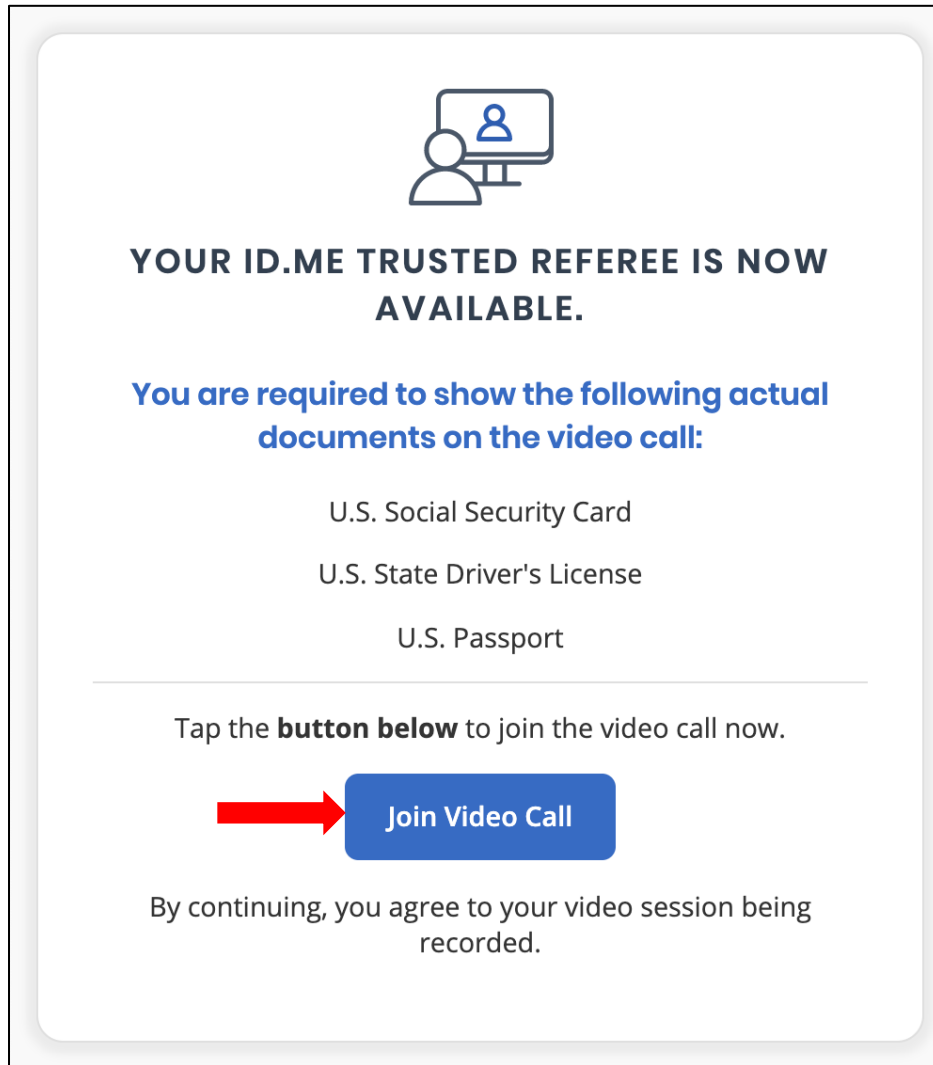 YOUR ID.ME TRUSTED REFEREE IS NOW
AVAILABLE.
You are required to show the following actual
documents on the video call:
U.S. Social Security Card
U.S. State Driver's License
U.S. Passport
Tap the button below to join the video call now.
Join Video Call
By continuing, you agree to your video session being
recorded.